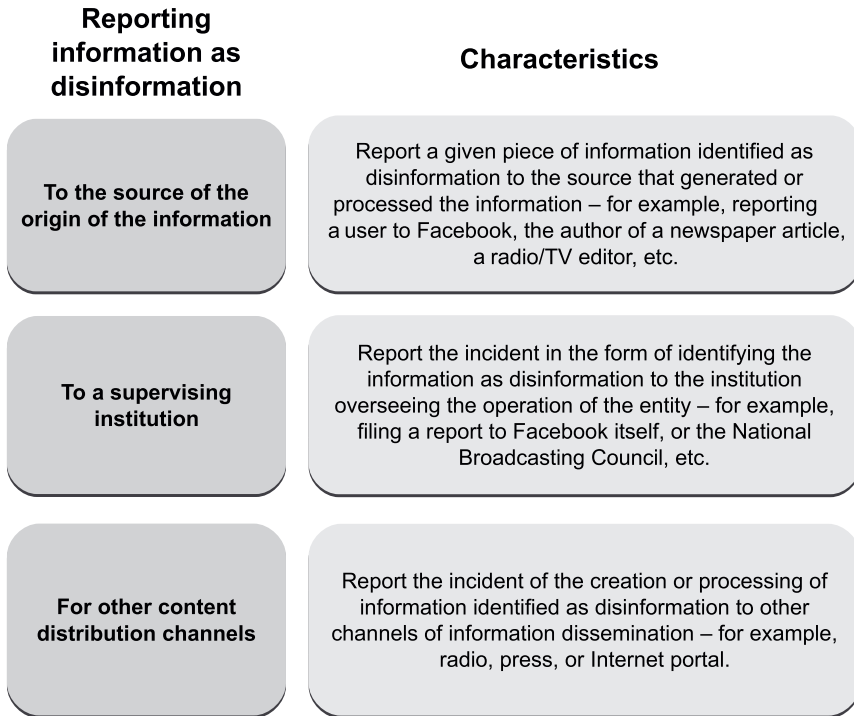 Reporting
information as
disinformation
Characteristics
To the source of the
origin of the information
Report a given piece of information identified as
disinformation to the source that generated or
processed the information – for example, reporting
a user to Facebook, the author of a newspaper article,
a radio/TV editor, etc.
To a supervising
institution
Report the incident in the form of identifying the
information as disinformation to the institution
overseeing the operation of the entity – for example,
filing a report to Facebook itself, or the National
Broadcasting Council, etc.
For other content
distribution channels
Report the incident of the creation or processing of
information identified as disinformation to other
channels of information dissemination – for example,
radio, press, or Internet portal.